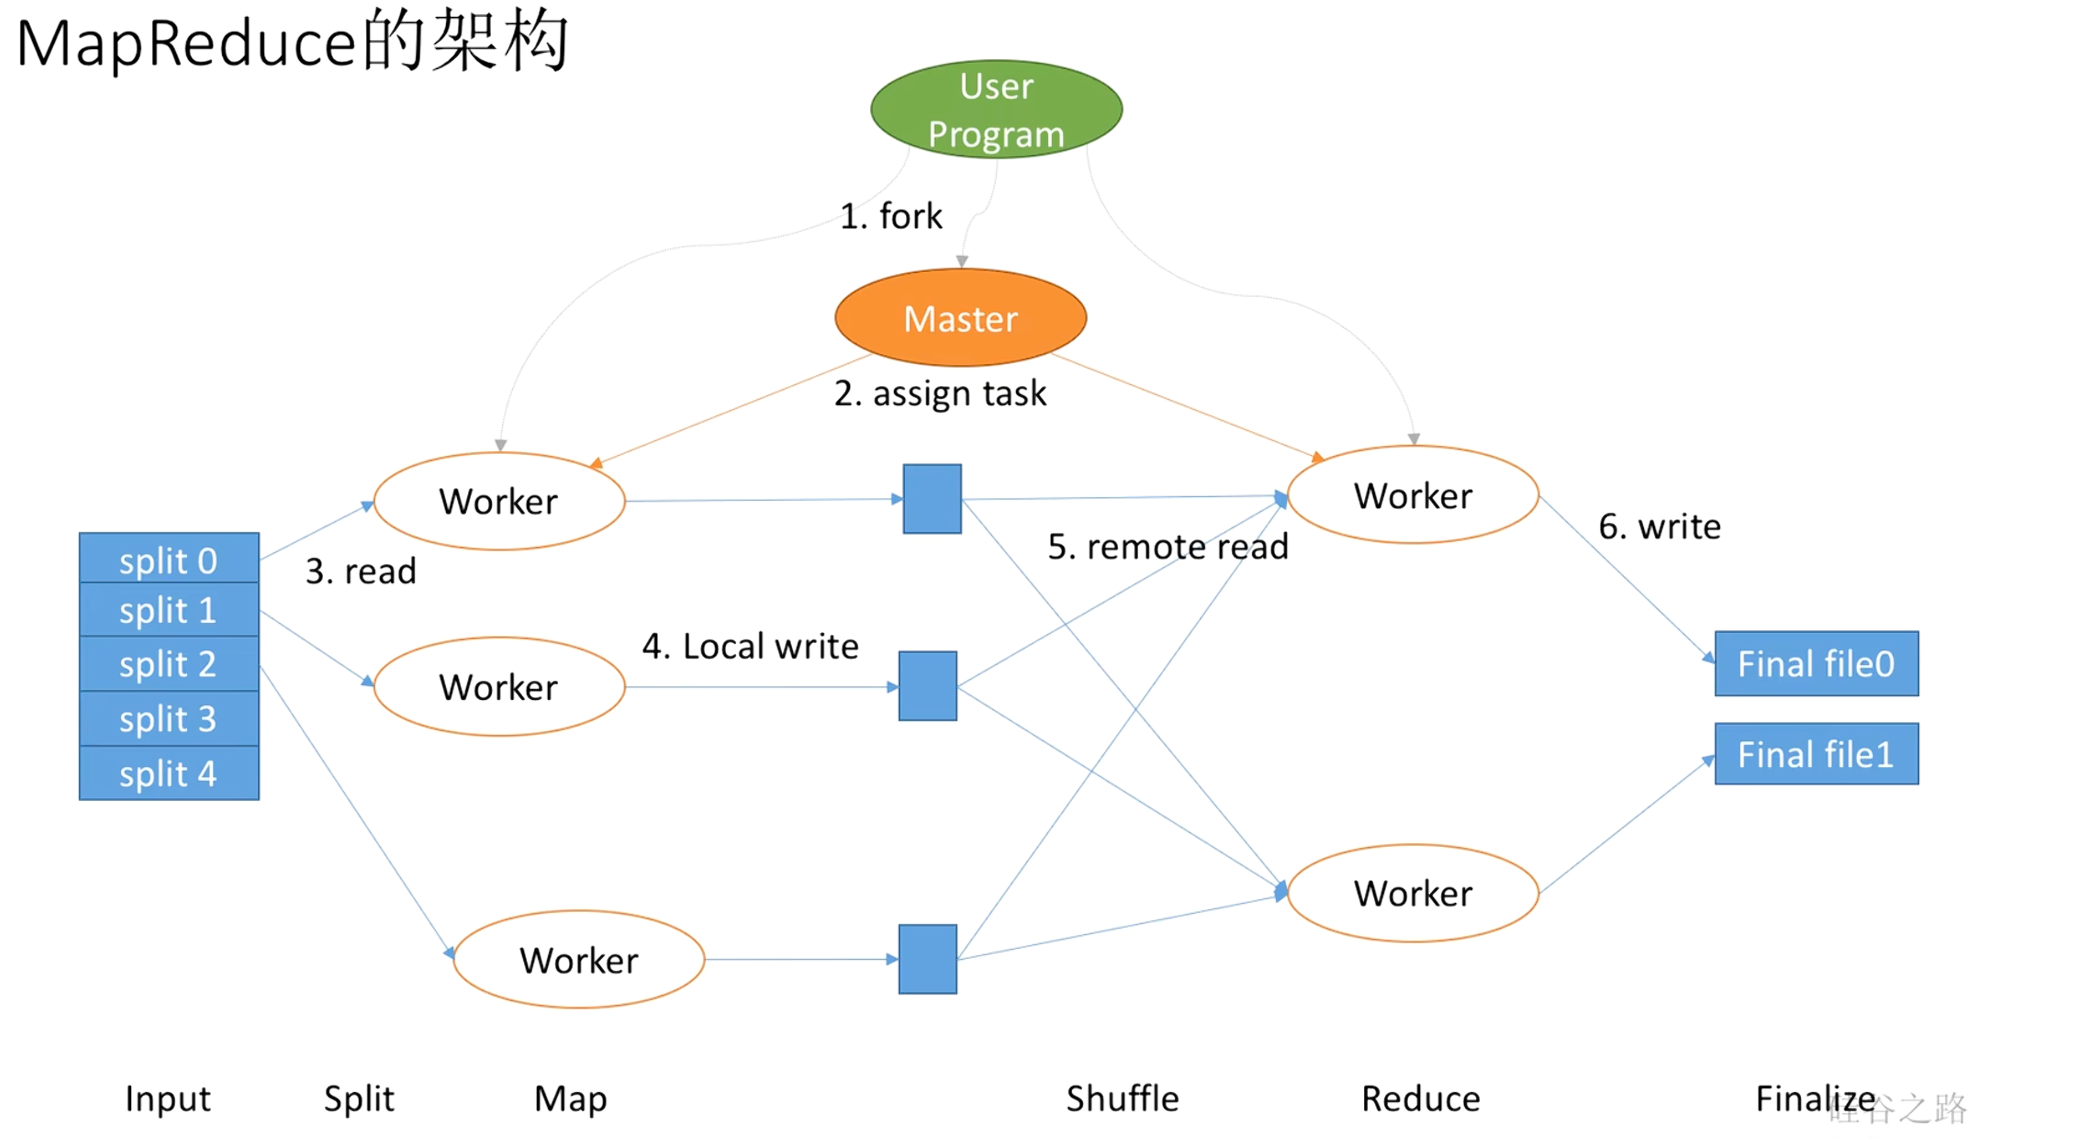 MapReduce的架构
User
Program
1. fork
Master
2. assign task
Worker
Worker
split 0
3. read
5. remote read
6. write
split 1
split 2
split 3
split 4
4. Local write
Worker
Final file0
Final file1
Worker
Worker
Input
Split
Map
Shuffle
Reduce
Finalize
硅谷之路